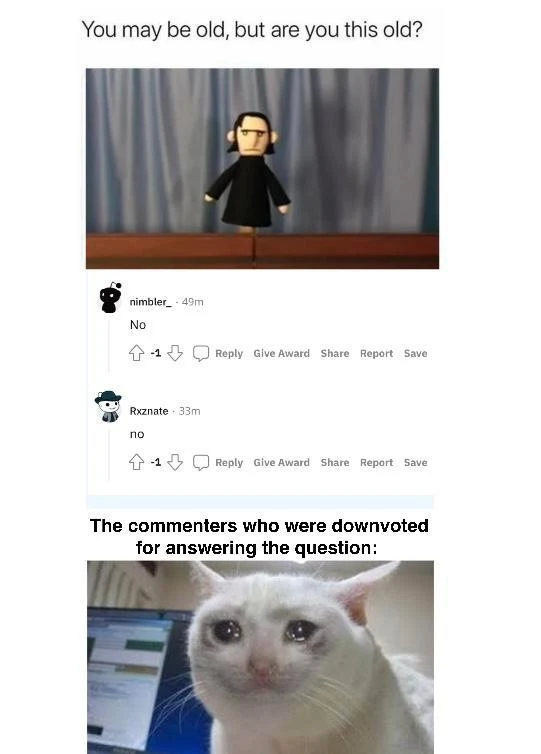 You may be old, but are you this old?
nimbler_ · 49m
No
-1 Reply Give Award Share Report Save
Rxznate · 33m
no
-1 Reply Give Award Share Report Save
The commenters who were downvoted
for answering the question: